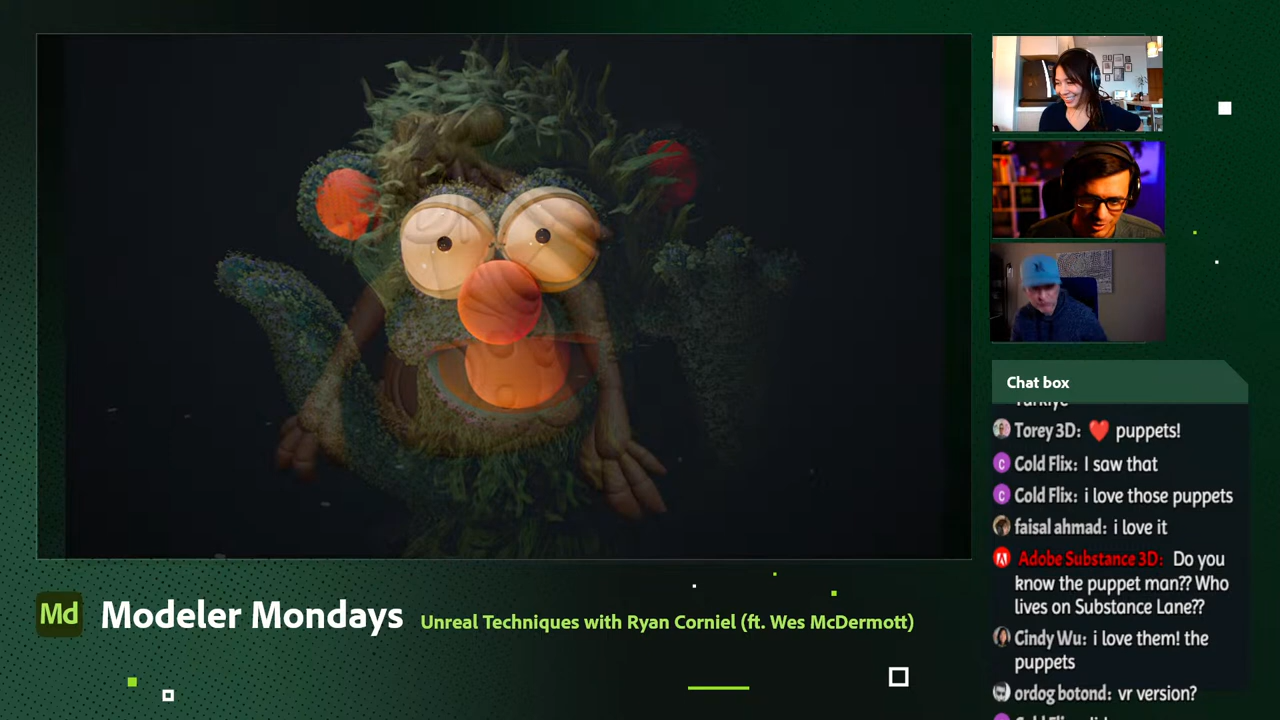 Chat box
Türkiye
Torey 3D: ❤️ puppets!
Cold Flix: I saw that
Cold Flix: i love those puppets
faisal ahmad: i love it
Adobe Substance 3D: Do you
know the puppet man?? Who
lives on Substance Lane??
Cindy Wu: i love them! the
puppets
ordog botond: vr version?
Md Modeler Mondays Unreal Techniques with Ryan Corniel (ft. Wes McDermott)